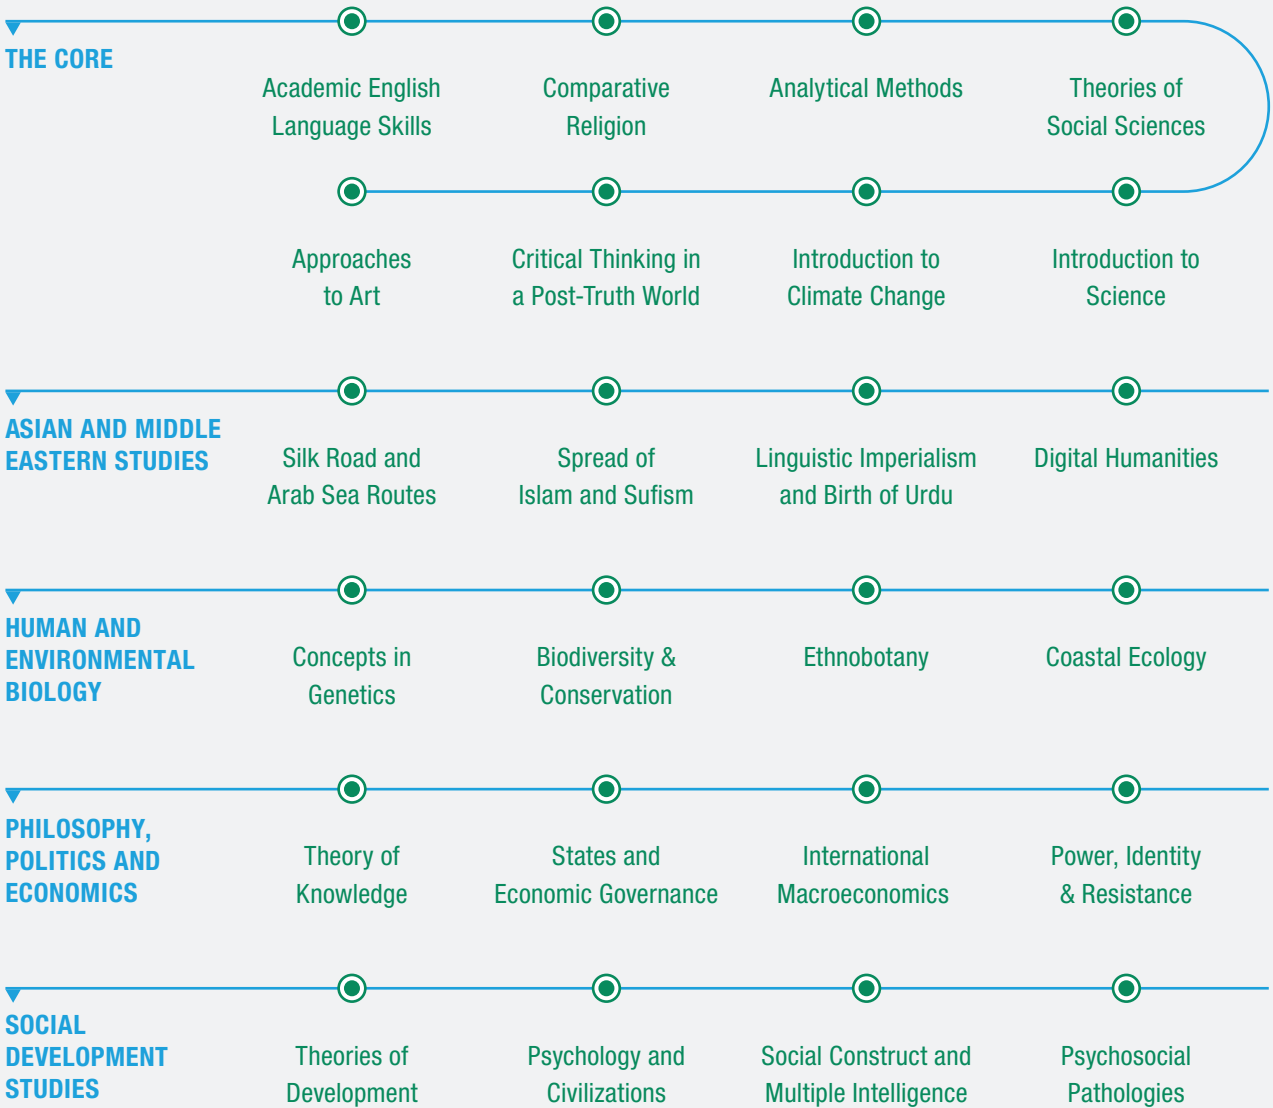 THE CORE
Academic English
Language Skills
Comparative
Religion
Analytical Methods
Theories of
Social Sciences
Approaches
to Art
Critical Thinking in
a Post-Truth World
Introduction to
Climate Change
Introduction to
Science
ASIAN AND MIDDLE
EASTERN STUDIES
Silk Road and
Arab Sea Routes
Spread of
Islam and Sufism
Linguistic Imperialism
and Birth of Urdu
Digital Humanities
HUMAN AND
ENVIRONMENTAL
BIOLOGY
Concepts in
Genetics
Biodiversity &
Conservation
Ethnobotany
Coastal Ecology
PHILOSOPHY,
POLITICS AND
ECONOMICS
Theory of
Knowledge
States and
Economic Governance
International
Macroeconomics
Power, Identity
& Resistance
SOCIAL
DEVELOPMENT
STUDIES
Theories of
Development
Psychology and
Civilizations
Social Construct and
Multiple Intelligence
Psychosocial
Pathologies